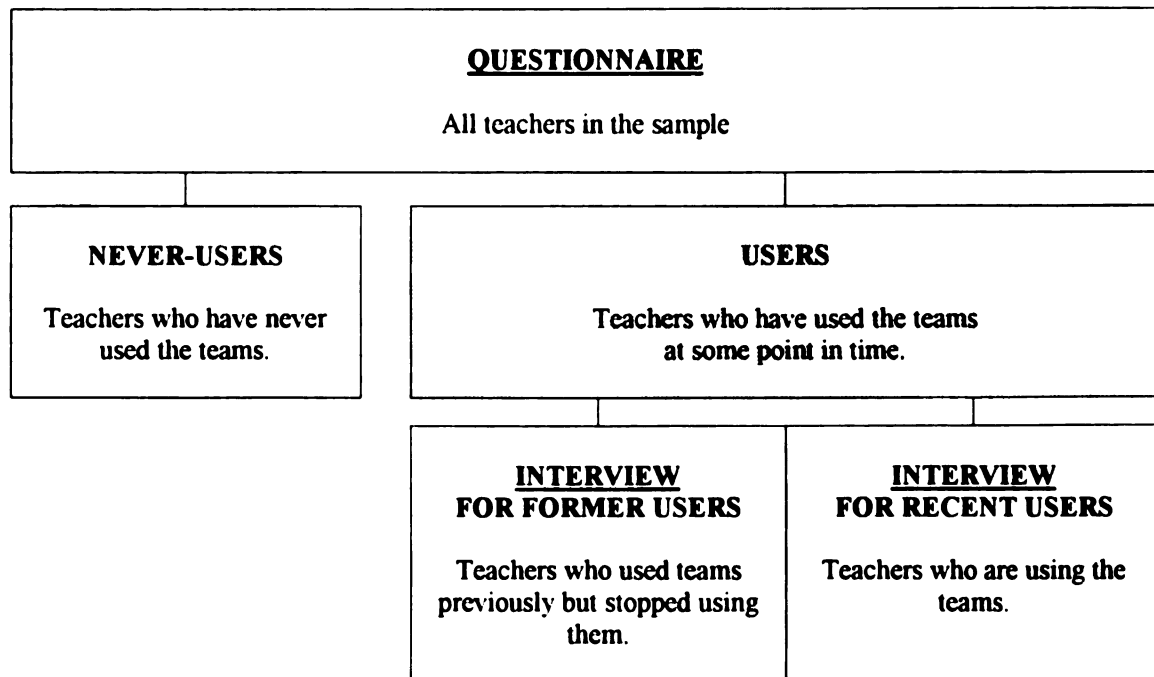 QUESTIONNAIRE
All teachers in the sample
NEVER-USERS
Teachers who have never
used the teams.
USERS
Teachers who have used the teams
at some point in time.
INTERVIEW
FOR FORMER USERS
Teachers who used teams
previously but stopped using
them.
INTERVIEW
FOR RECENT USERS
Teachers who are using the
teams.